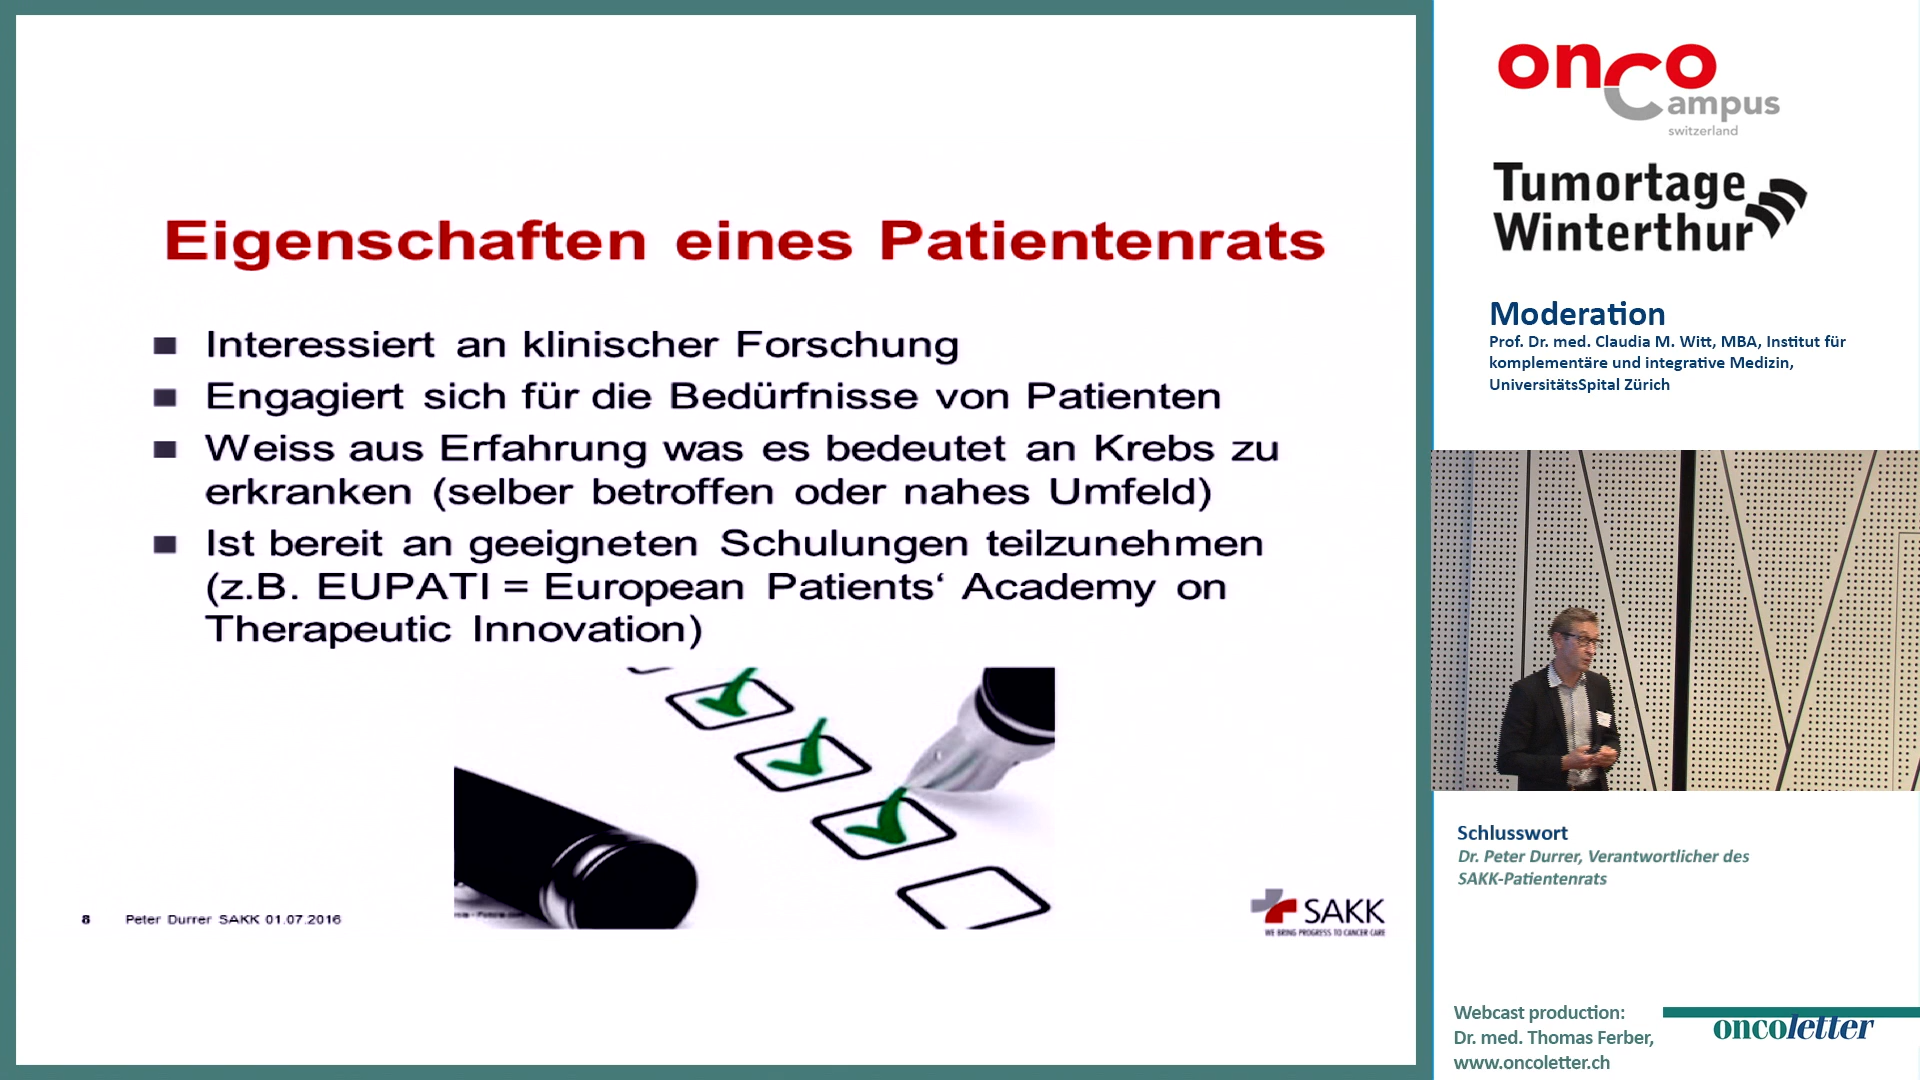 Eigenschaften eines Patientenrats
Interessiert an klinischer Forschung
Engagiert sich für die Bedürfnisse von Patienten
Weiss aus Erfahrung was es bedeutet an Krebs zu
erkranken (selber betroffen oder nahes Umfeld)
Ist bereit an geeigneten Schulungen teilzunehmen
(z.B. EUPATI = European Patients‘ Academy on
Therapeutic Innovation)
8 Peter Durrer SAKK 01.07.2016
SAKK
WE BRING PROGRESS TO CANCER CARE
onco
Campus
switzerland
Tumortage
Winterthur
Moderation
Prof. Dr. med. Claudia M. Witt, MBA, Institut für
komplementäre und integrative Medizin,
UniversitätsSpital Zürich
Schlusswort
Dr. Peter Durrer, Verantwortlicher des
SAKK-Patientenrats
Webcast production:
Dr. med. Thomas Ferber,
www.oncoletter.ch
oncoletter